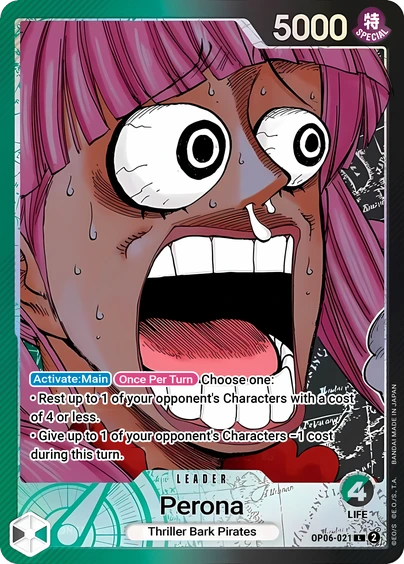 5000
特
SPECIAL
Activate:Main Once Per Turn Choose one:
• Rest up to 1 of your opponent's Characters with a cost
of 4 or less.
• Give up to 1 of your opponent's Characters −1 cost
during this turn.
LEADER
Perona
Thriller Bark Pirates
4
LIFE
OP06-021 L 2
©E.O./S., T.A. BANDAI MADE IN JAPAN